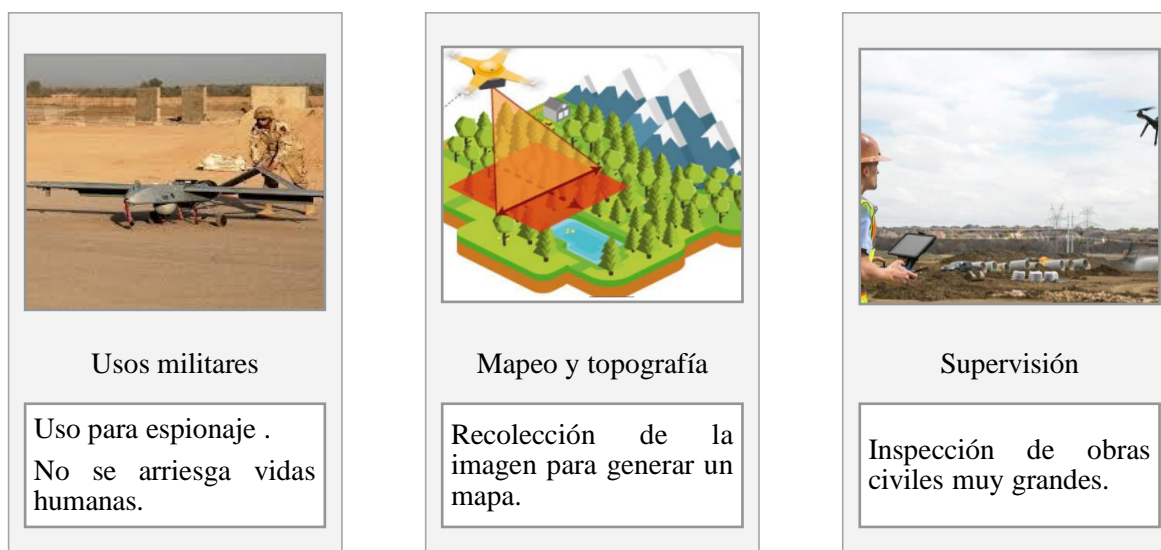 Usos militares
Uso para espionaje .
No se arriesga vidas
humanas.
Mapeo y topografía
Recolección de la
imagen para generar un
mapa.
Supervisión
Inspección de obras
civiles muy grandes.